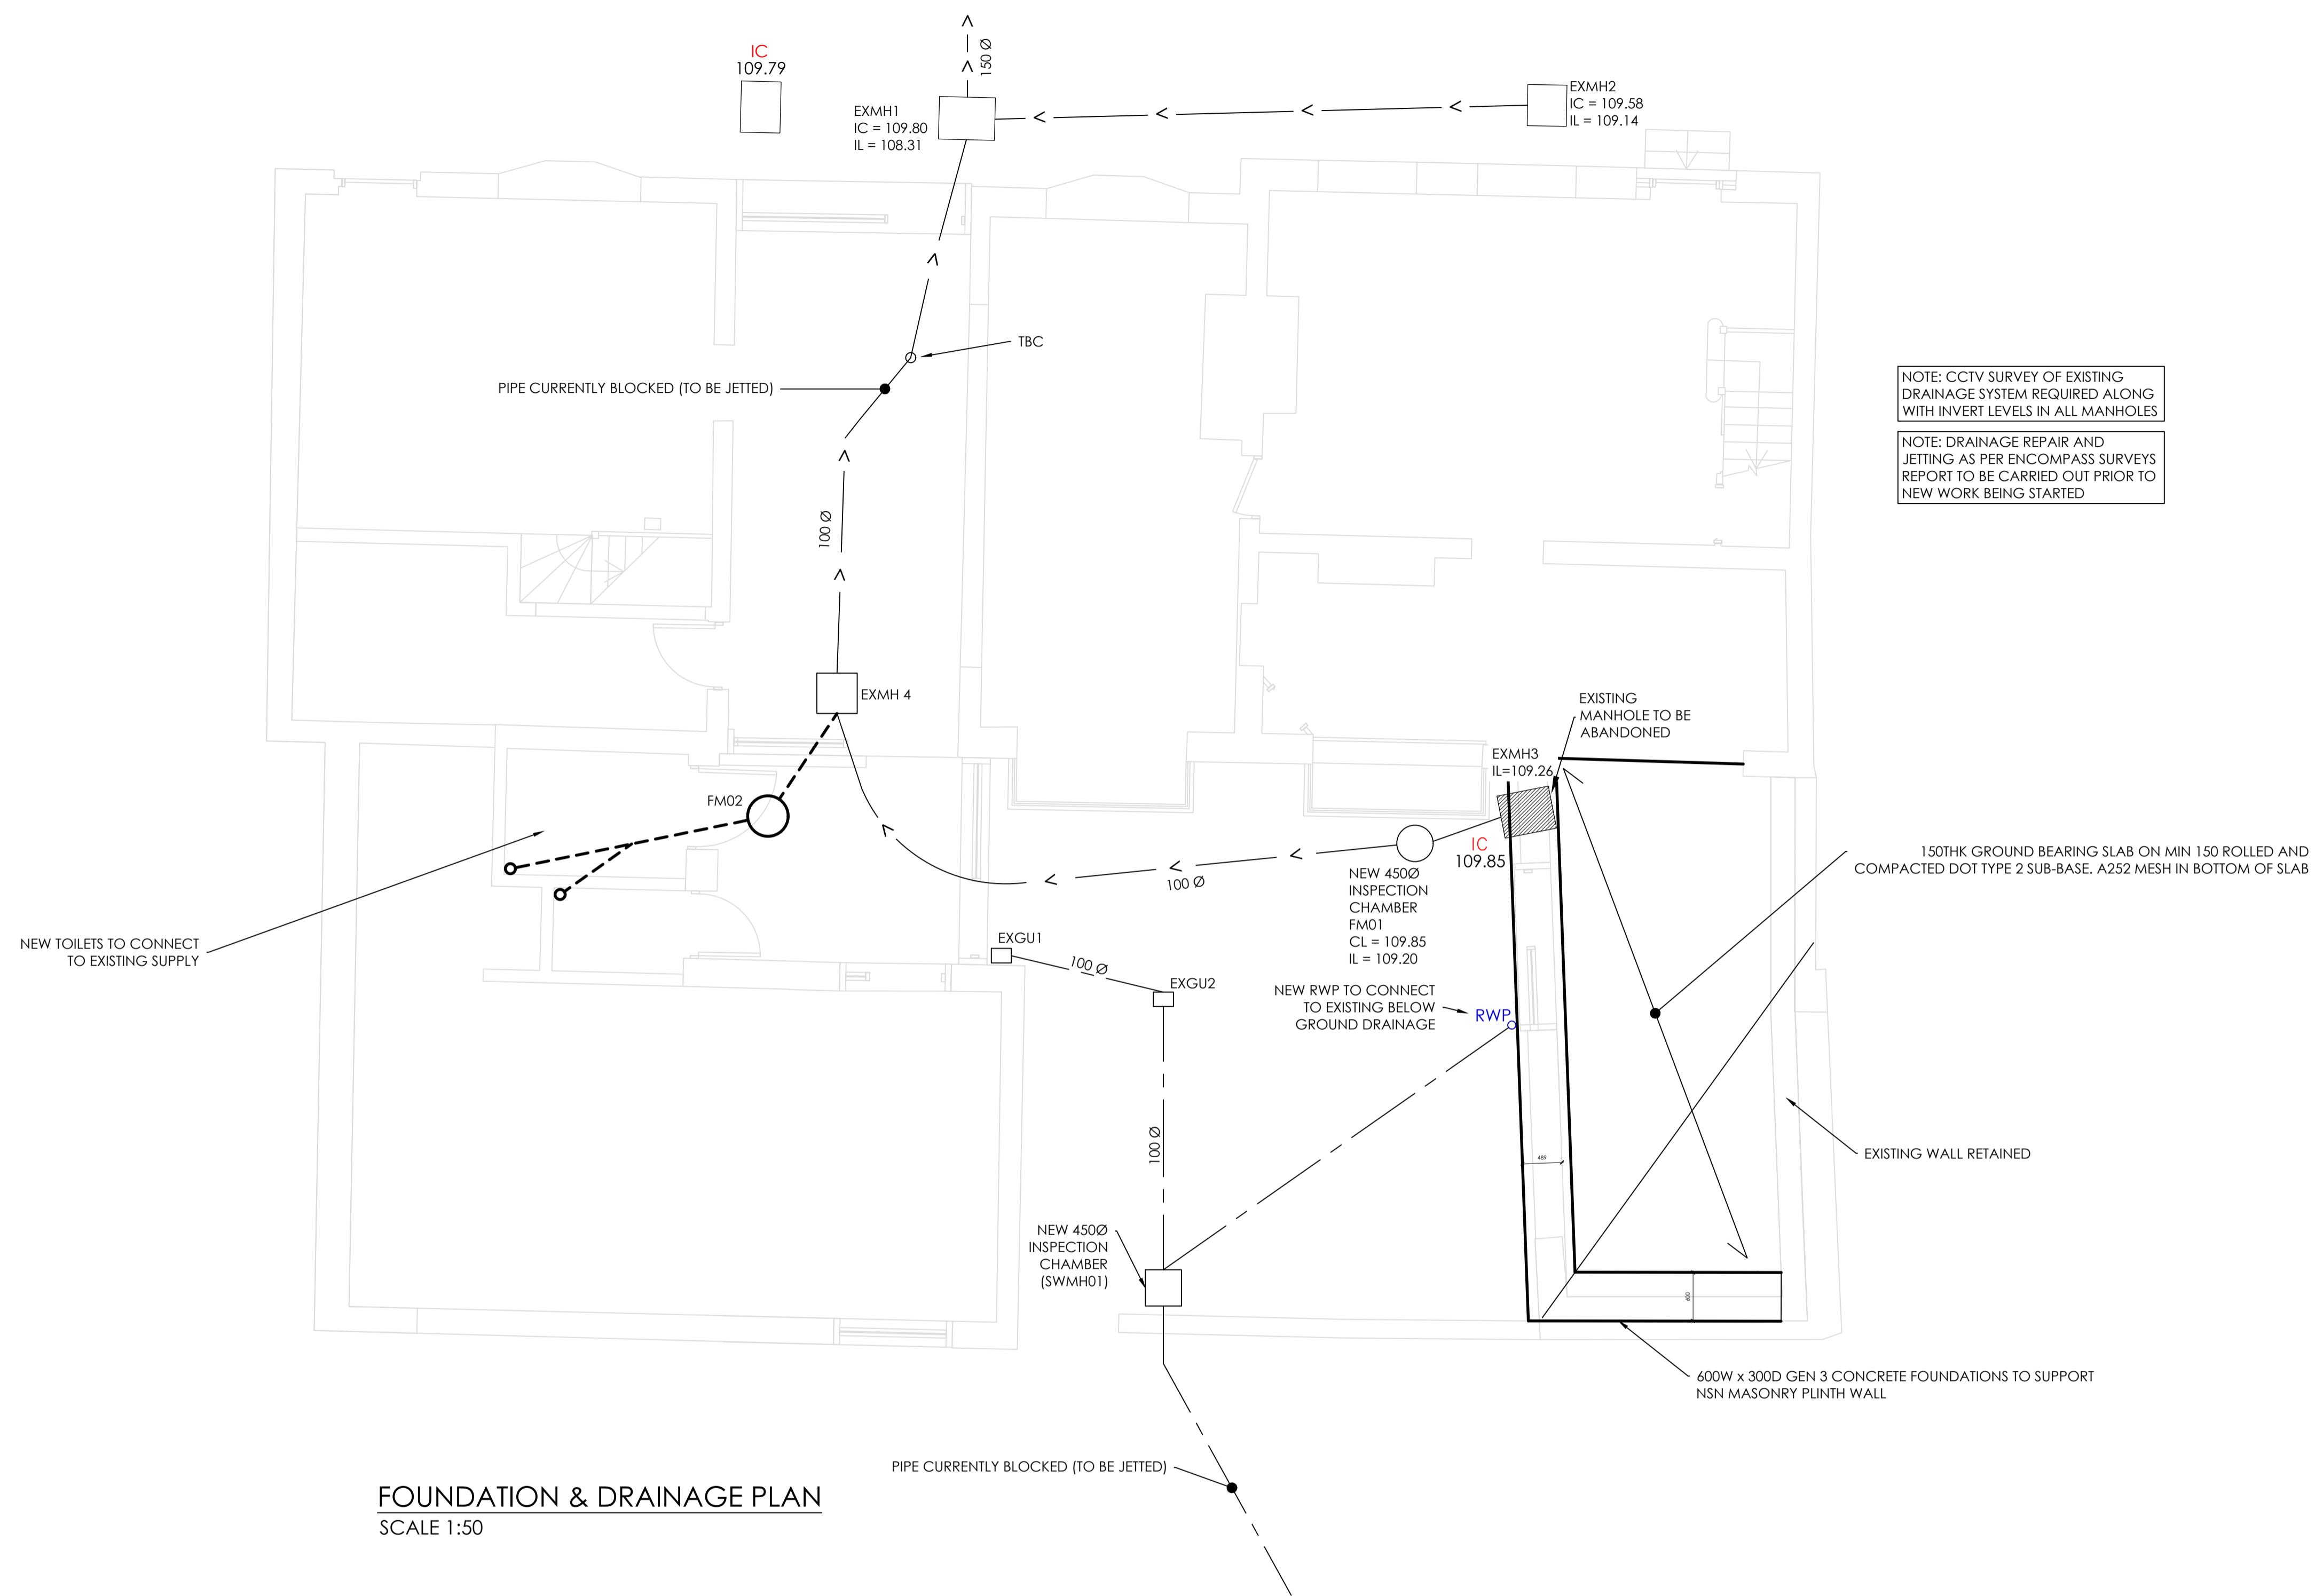 150 Ø
IC
109.79
EXMH1
IC = 109.80
IL = 108.31
EXMH2
IC = 109.58
IL = 109.14
TBC
PIPE CURRENTLY BLOCKED (TO BE JETTED)
NOTE: CCTV SURVEY OF EXISTING
DRAINAGE SYSTEM REQUIRED ALONG
WITH INVERT LEVELS IN ALL MANHOLES
NOTE: DRAINAGE REPAIR AND
JETTING AS PER ENCOMPASS SURVEYS
REPORT TO BE CARRIED OUT PRIOR TO
NEW WORK BEING STARTED
100 Ø
EXMH 4
EXISTING
MANHOLE TO BE
ABANDONED
EXMH3
IL=109.26
FM02
IC
109.85
150THK GROUND BEARING SLAB ON MIN 150 ROLLED AND
COMPACTED DOT TYPE 2 SUB-BASE. A252 MESH IN BOTTOM OF SLAB
100 Ø
NEW 450Ø
INSPECTION
CHAMBER
FM01
CL = 109.85
IL = 109.20
NEW TOILETS TO CONNECT
TO EXISTING SUPPLY
EXGU1
100 Ø
EXGU2
NEW RWP TO CONNECT
TO EXISTING BELOW
GROUND DRAINAGE
RWP
100 Ø
489
EXISTING WALL RETAINED
NEW 450Ø
INSPECTION
CHAMBER
(SWMH01)
600
600W x 300D GEN 3 CONCRETE FOUNDATIONS TO SUPPORT
NSN MASONRY PLINTH WALL
PIPE CURRENTLY BLOCKED (TO BE JETTED)
FOUNDATION & DRAINAGE PLAN
SCALE 1:50